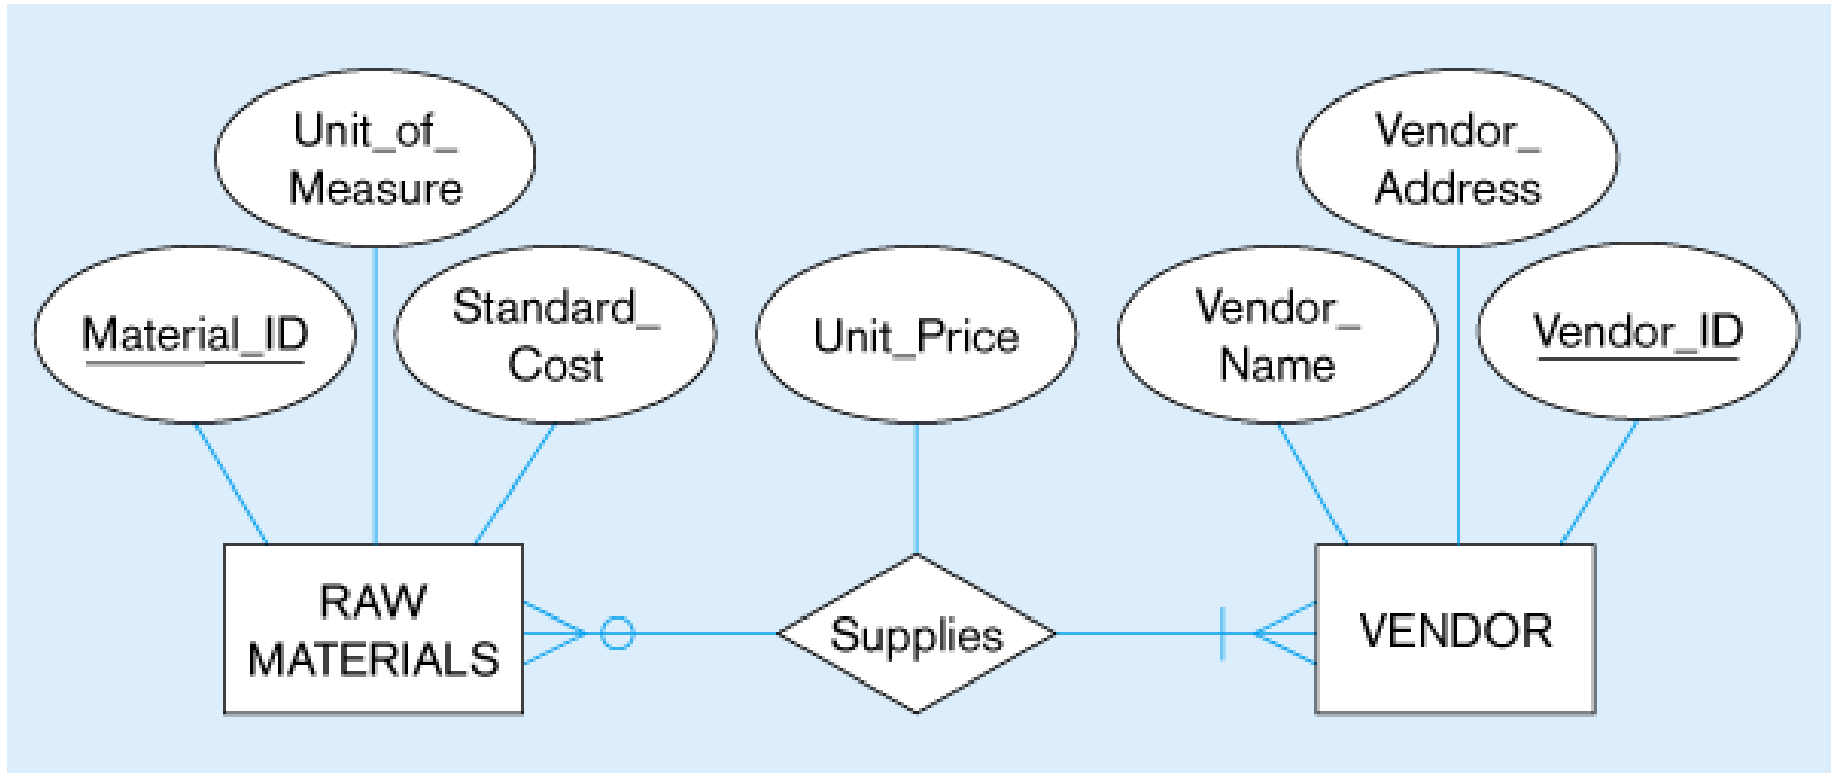 Unit_of_
Measure
Vendor_
Address
Material_ID
Standard_
Cost
Unit_Price
Vendor_
Name
Vendor_ID
RAW
MATERIALS
Supplies
VENDOR